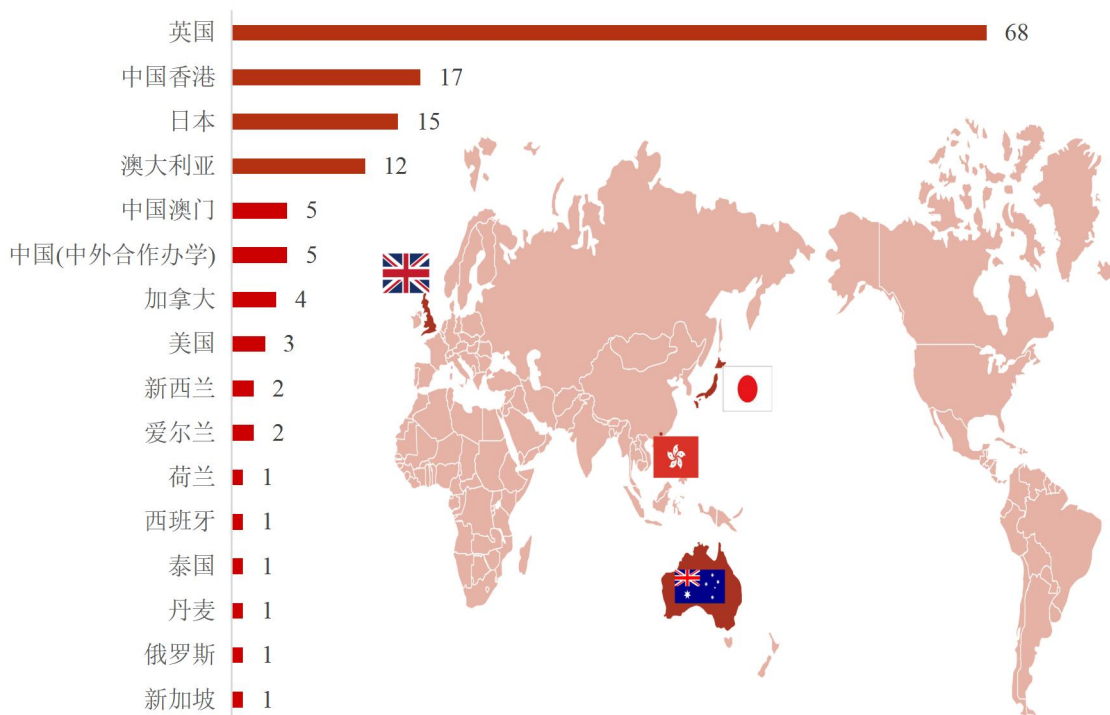 英国 68
中国香港 17
日本 15
澳大利亚 12
中国澳门 5
中国(中外合作办学) 5
加拿大 4
美国 3
新西兰 2
爱尔兰 2
荷兰 1
西班牙 1
泰国 1
丹麦 1
俄罗斯 1
新加坡 1